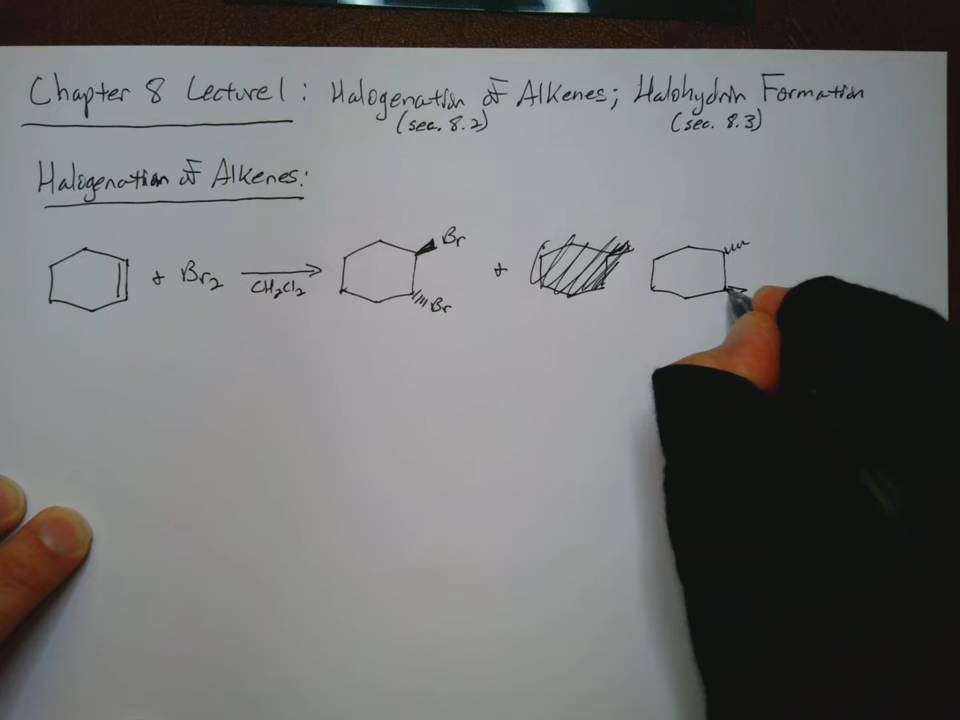 Chapter 8 Lecture 1: Halogenation of Alkenes; Halohydrin Formation
(sec. 8.2) (sec. 8.3)
Halogenation of Alkenes:
+ Br2 CH2Cl2 Br Br +